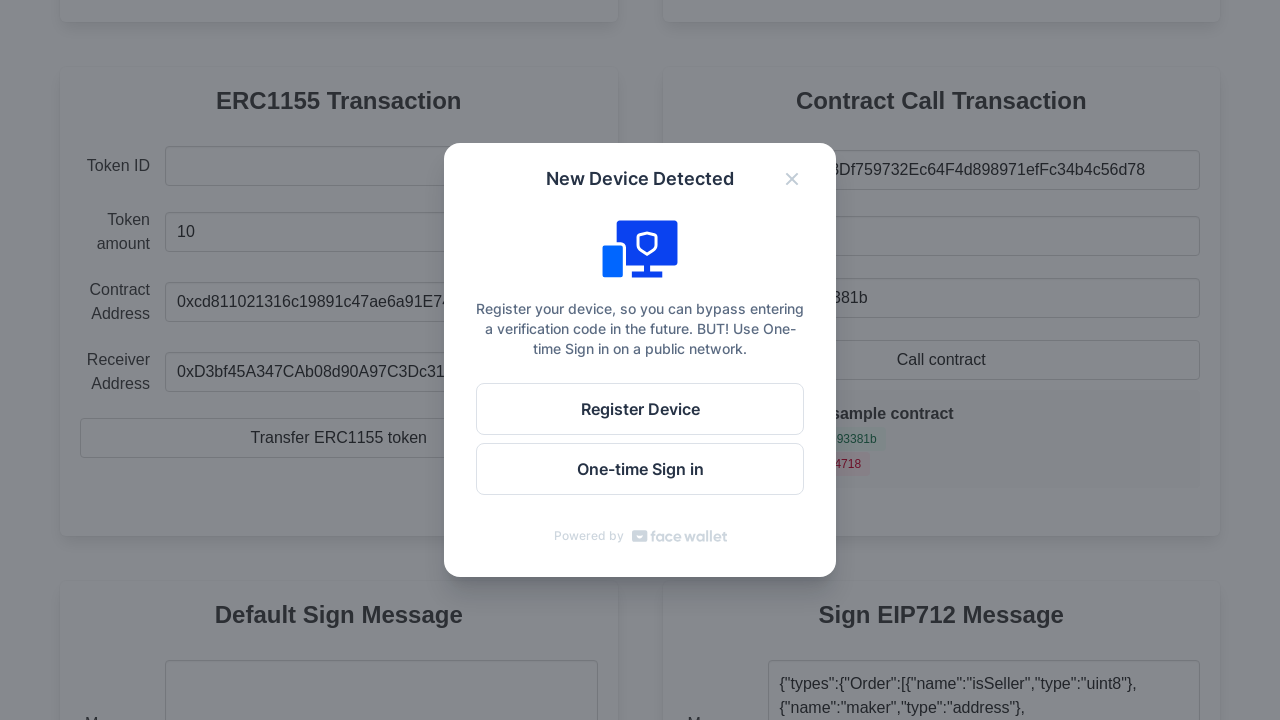 ERC1155 Transaction
Contract Call Transaction
Token ID
Token
amount
10
Contract
Address
0xcd811021316c19891c47ae6a91E74
Receiver
Address
0xD3bf45A347CAb08d90A97C3Dc31
Transfer ERC1155 token
Df759732Ec64F4d898971efFc34b4c56d78
381b
Call contract
sample contract
93381b
4718
New Device Detected
Register your device, so you can bypass entering
a verification code in the future. BUT! Use One-
time Sign in on a public network.
Register Device
One-time Sign in
Powered by face wallet
Default Sign Message
Sign EIP712 Message
{"types":{"Order":[{"name":"isSeller","type":"uint8"},
{"name":"maker","type":"address"},